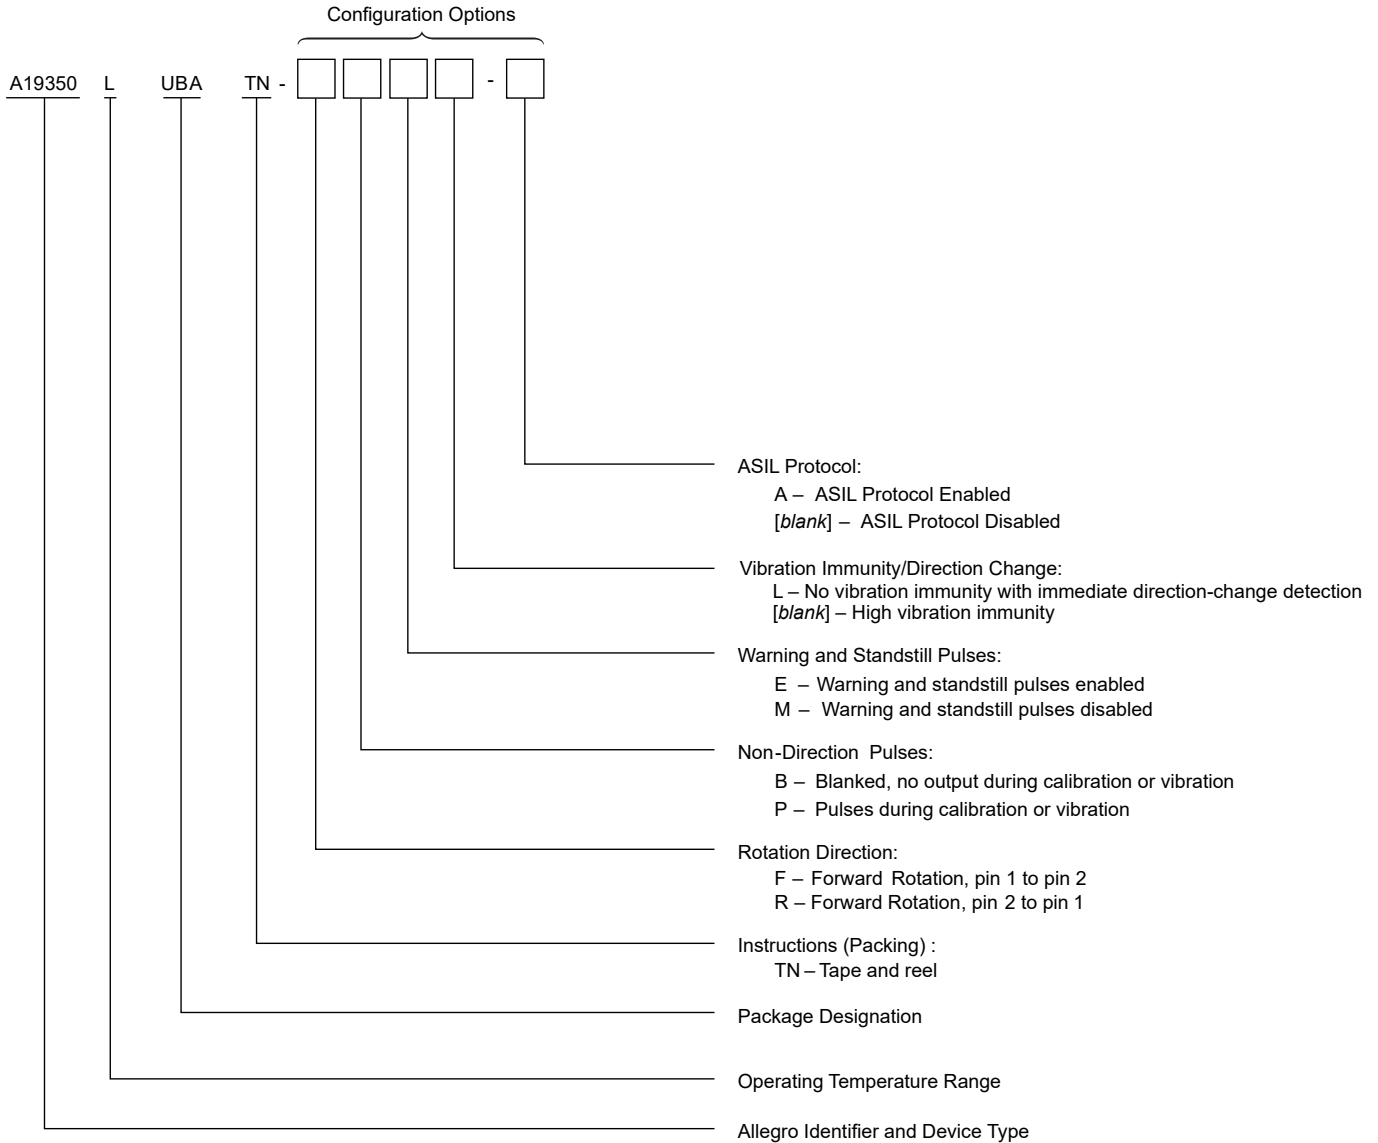 Configuration Options
A19350 L UBA TN - -
ASIL Protocol:
A – ASIL Protocol Enabled
[blank] – ASIL Protocol Disabled
Vibration Immunity/Direction Change:
L – No vibration immunity with immediate direction-change detection
[blank] – High vibration immunity
Warning and Standstill Pulses:
E – Warning and standstill pulses enabled
M – Warning and standstill pulses disabled
Non-Direction Pulses:
B – Blanked, no output during calibration or vibration
P – Pulses during calibration or vibration
Rotation Direction:
F – Forward Rotation, pin 1 to pin 2
R – Forward Rotation, pin 2 to pin 1
Instructions (Packing) :
TN – Tape and reel
Package Designation
Operating Temperature Range
Allegro Identifier and Device Type